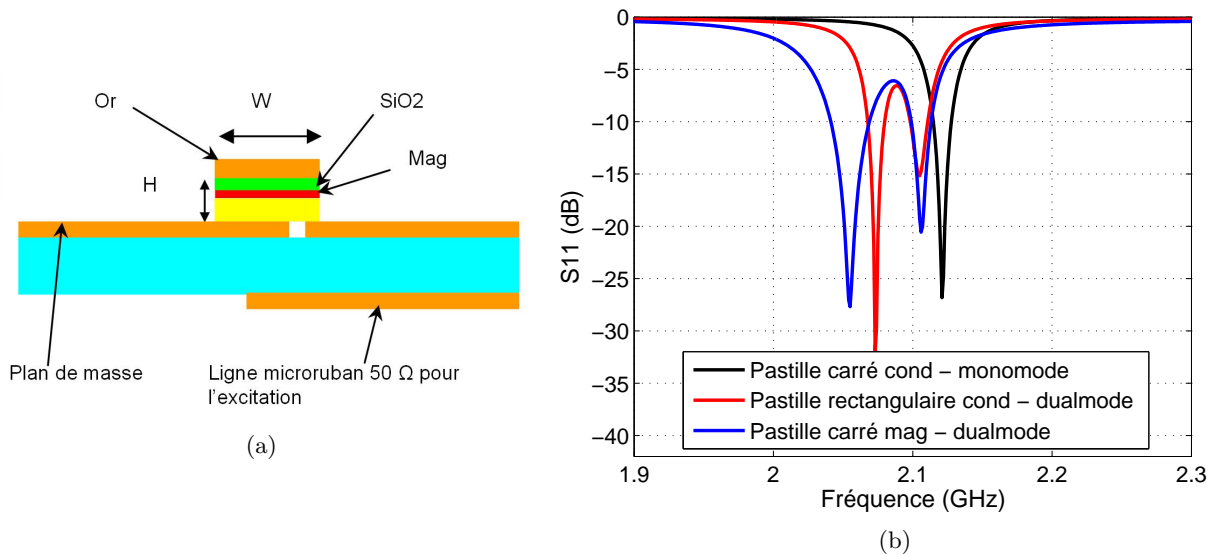 Or
W
SiO2
Mag
H
Plan de masse
Ligne microruban 50 Ω pour
l'excitation
(a)
S11 (dB)
0
−5
−10
−15
−20
−25
−30
−35
−40
Pastille carré cond − monomode
Pastille rectangulaire cond − dualmode
Pastille carré mag − dualmode
1.9
2
2.1
2.2
2.3
Fréquence (GHz)
(b)